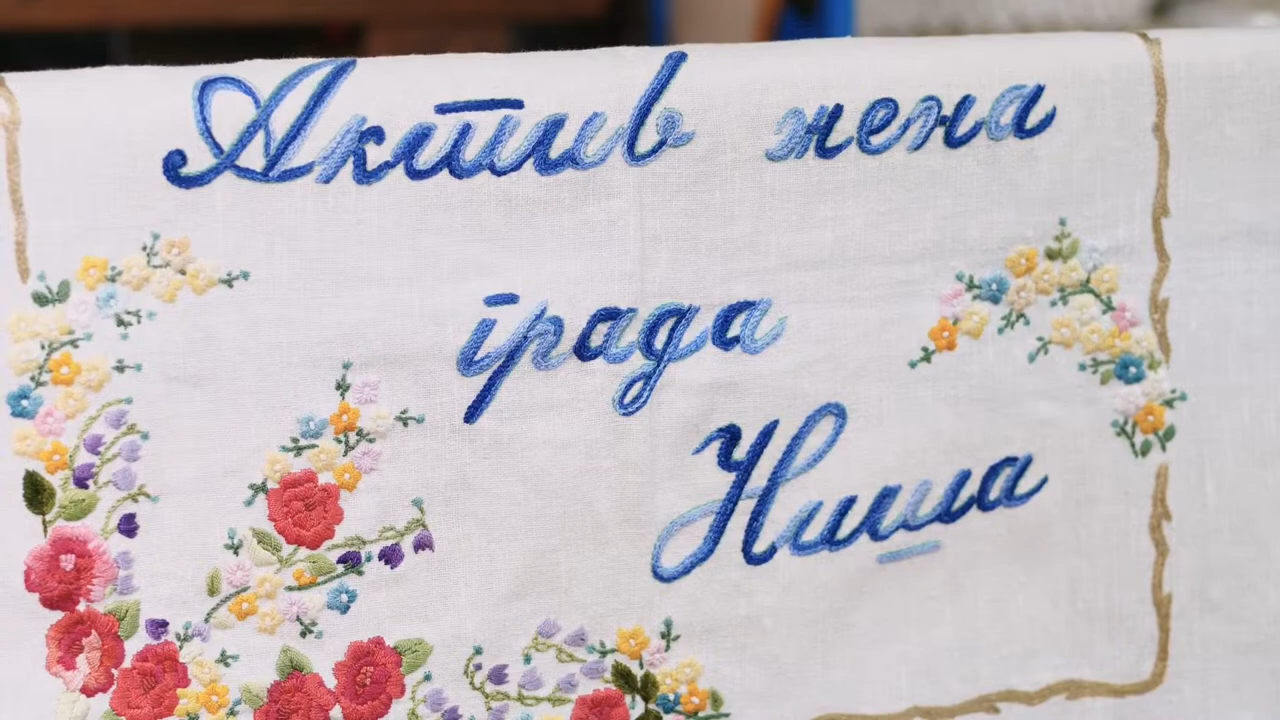 Актив жена
града
Ниша